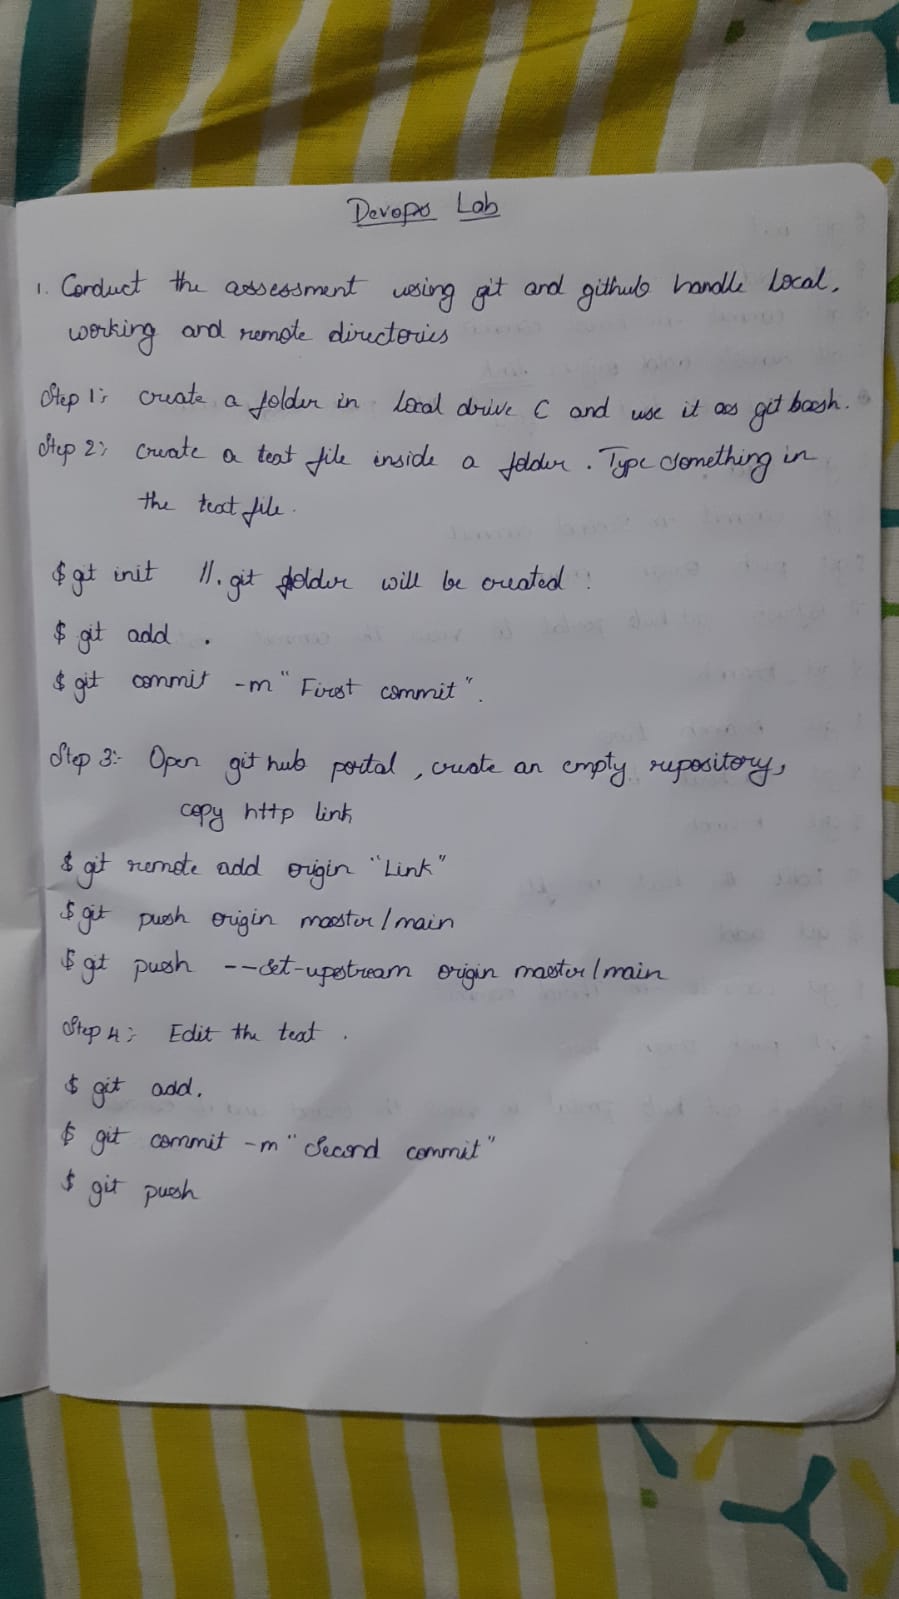 Devops Lab
1. Conduct the assessment using git and github handle local,
working and remote directories
Step 1:- create a folder in local drive C and use it as git bash.
Step 2:- create a text file inside a folder. Type something in
the text file.
$ git init //. git folder will be created
$ git add .
$ git commit -m "First commit".
Step 3:- Open git hub portal, create an empty repository,
copy http link
$ git remote add origin "Link"
$ git push origin master/main
$ git push --set-upstream origin master/main
Step 4:- Edit the text.
$ git add.
$ git commit -m "Second commit"
$ git push